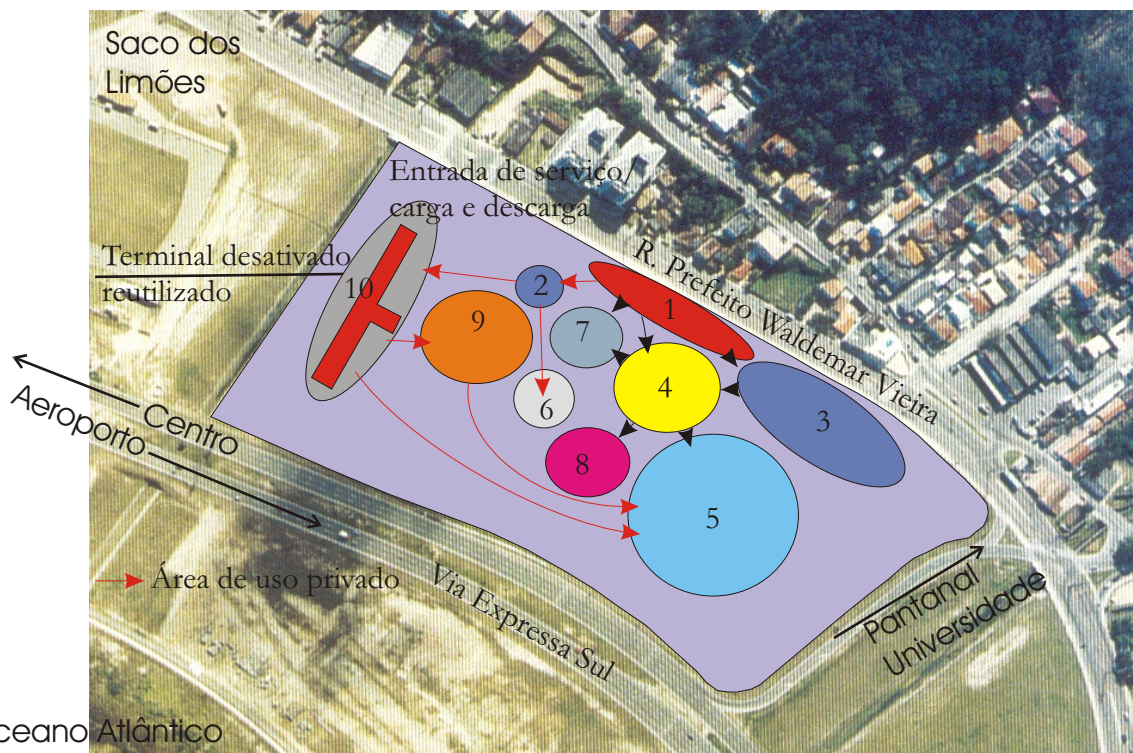 Saco dos
Limões
Entrada de serviço/
carga e descarga
Terminal desativado
reutilizado
R. Prefeito Waldemar Vieira
10
2
1
9
7
4
6
3
8
5
Centro
Aeroporto
Área de uso privado
Via Expressa Sul
Pantanal
Universidade
ceano Atlântico